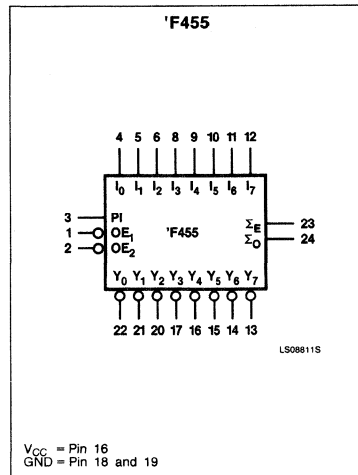 'F455
4 5 6 8 9 10 11 12
I0 I1 I2 I3 I4 I5 I6 I7
3 PI
1 OE1
2 OE2
'F455
ΣE 23
ΣO 24
Y0 Y1 Y2 Y3 Y4 Y5 Y6 Y7
22 21 20 17 16 15 14 13
LS08811S
VCC = Pin 16
GND = Pin 18 and 19